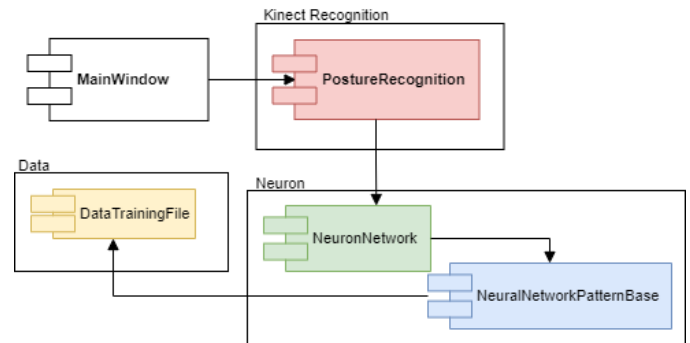 Kinect Recognition
MainWindow
PostureRecognition
Data
DataTrainingFile
Neuron
NeuronNetwork
NeuralNetworkPatternBase